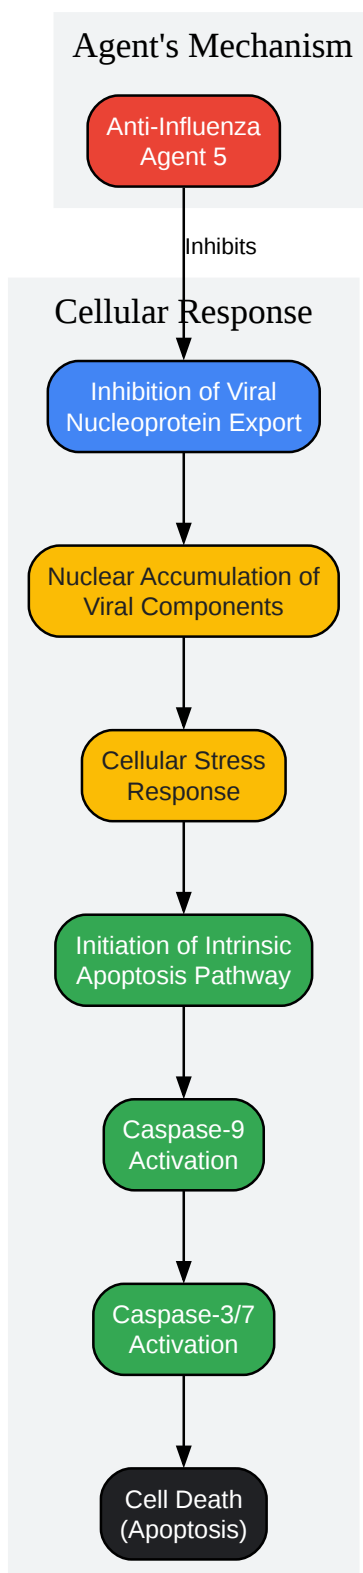 Agent's Mechanism
Anti-Influenza
Agent 5
Inhibits
Cellular Response
Inhibition of Viral
Nucleoprotein Export
Nuclear Accumulation of
Viral Components
Cellular Stress
Response
Initiation of Intrinsic
Apoptosis Pathway
Caspase-9
Activation
Caspase-3/7
Activation
Cell Death
(Apoptosis)